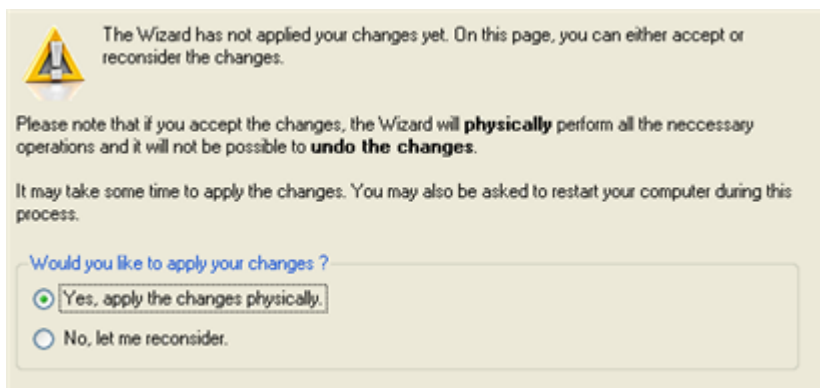 The Wizard has not applied your changes yet. On this page, you can either accept or
reconsider the changes.
Please note that if you accept the changes, the Wizard will physically perform all the neccessary
operations and it will not be possible to undo the changes.
It may take some time to apply the changes. You may also be asked to restart your computer during this
process.
Would you like to apply your changes ?
Yes, apply the changes physically.
No, let me reconsider.